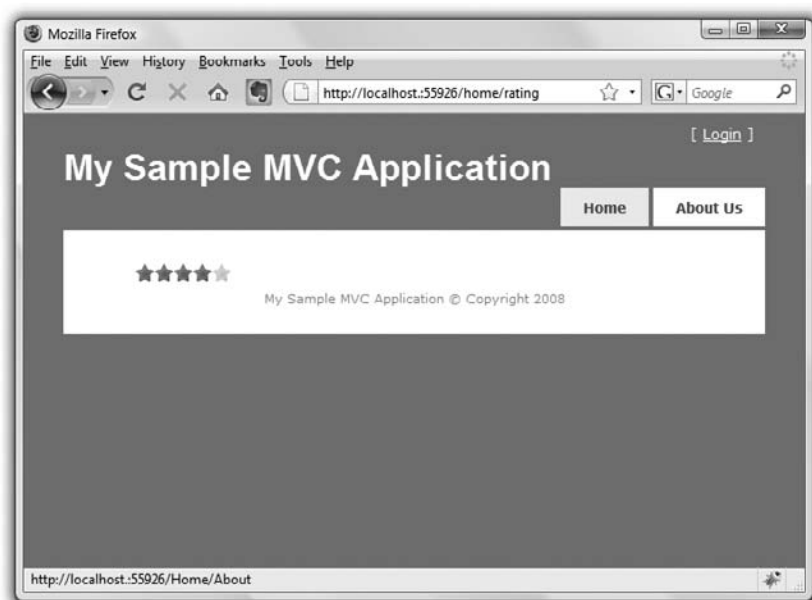 Mozilla Firefox
File Edit View History Bookmarks Tools Help
http://localhost.:55926/home/rating
G Google
[ Login ]
My Sample MVC Application
Home About Us
My Sample MVC Application © Copyright 2008
http://localhost.:55926/Home/About